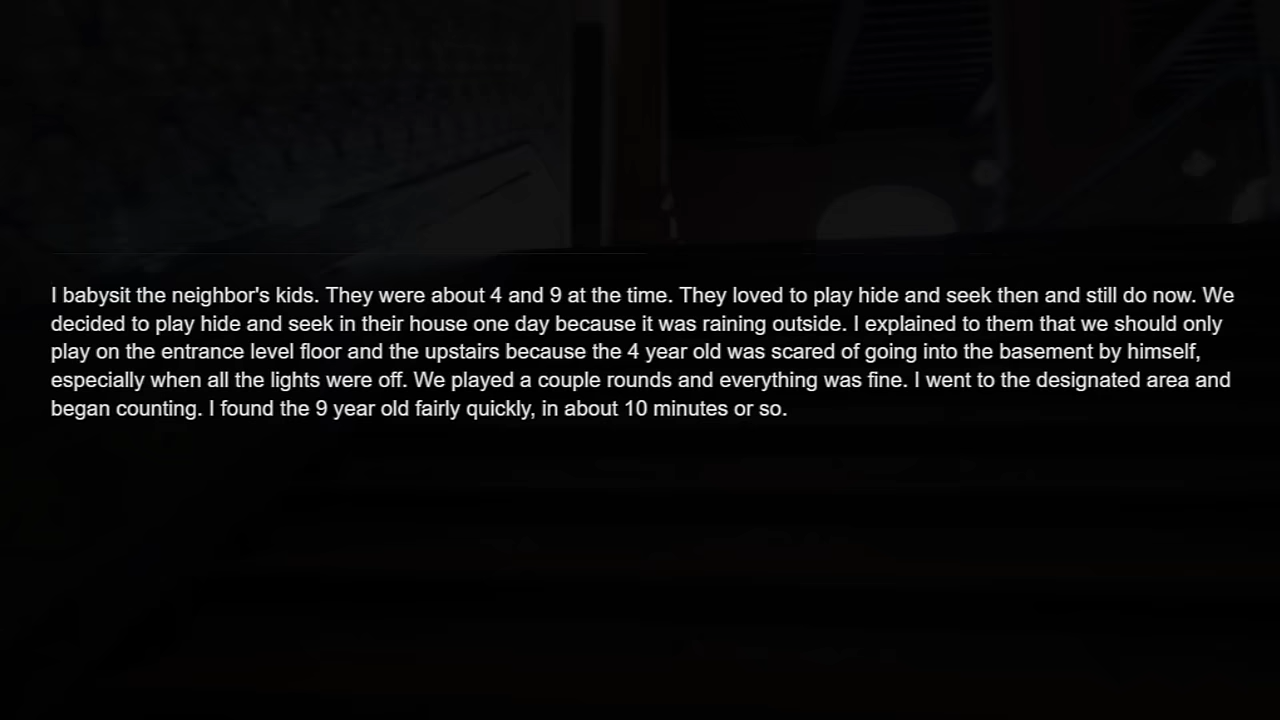 I babysit the neighbor's kids. They were about 4 and 9 at the time. They loved to play hide and seek then and still do now. We
decided to play hide and seek in their house one day because it was raining outside. I explained to them that we should only
play on the entrance level floor and the upstairs because the 4 year old was scared of going into the basement by himself,
especially when all the lights were off. We played a couple rounds and everything was fine. I went to the designated area and
began counting. I found the 9 year old fairly quickly, in about 10 minutes or so.